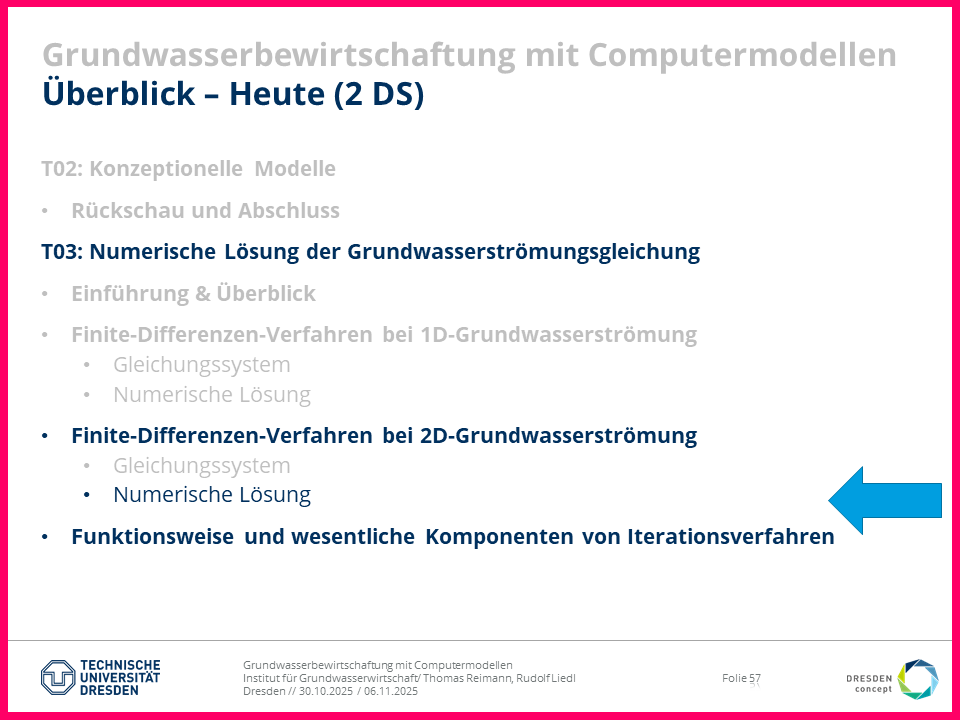 Grundwasserbewirtschaftung mit Computermodellen
Überblick – Heute (2 DS)
T02: Konzeptionelle Modelle
• Rückschau und Abschluss
T03: Numerische Lösung der Grundwasserströmungsgleichung
• Einführung & Überblick
• Finite-Differenzen-Verfahren bei 1D-Grundwasserströmung
• Gleichungssystem
• Numerische Lösung
• Finite-Differenzen-Verfahren bei 2D-Grundwasserströmung
• Gleichungssystem
• Numerische Lösung
• Funktionsweise und wesentliche Komponenten von Iterationsverfahren
TECHNISCHE
UNIVERSITÄT
DRESDEN
Grundwasserbewirtschaftung mit Computermodellen
Institut für Grundwasserwirtschaft/ Thomas Reimann, Rudolf Liedl
Dresden // 30.10.2025 / 06.11.2025
Folie 57
DRESDEN
concept